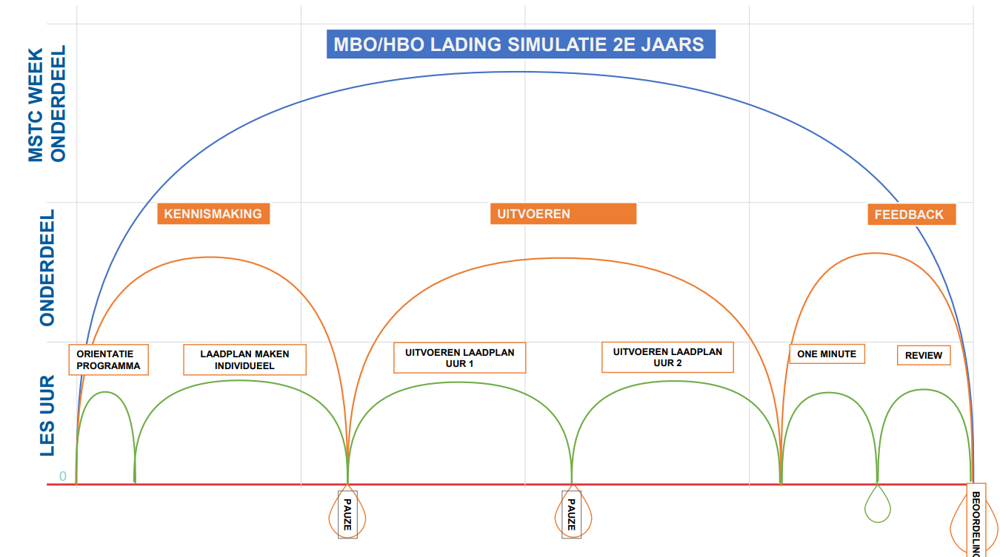 MBO/HBO LADING SIMULATIE 2E JAARS
MSTC WEEK
ONDERDEEL
KENNISMAKING
UITVOEREN
FEEDBACK
ONDERDEEL
ORIENTATIE
PROGRAMMA
LAADPLAN MAKEN
INDIVIDUEEL
UITVOEREN LAADPLAN
UUR 1
UITVOEREN LAADPLAN
UUR 2
ONE MINUTE
REVIEW
LES UUR
0
PAUZE
PAUZE
BEOORDELING